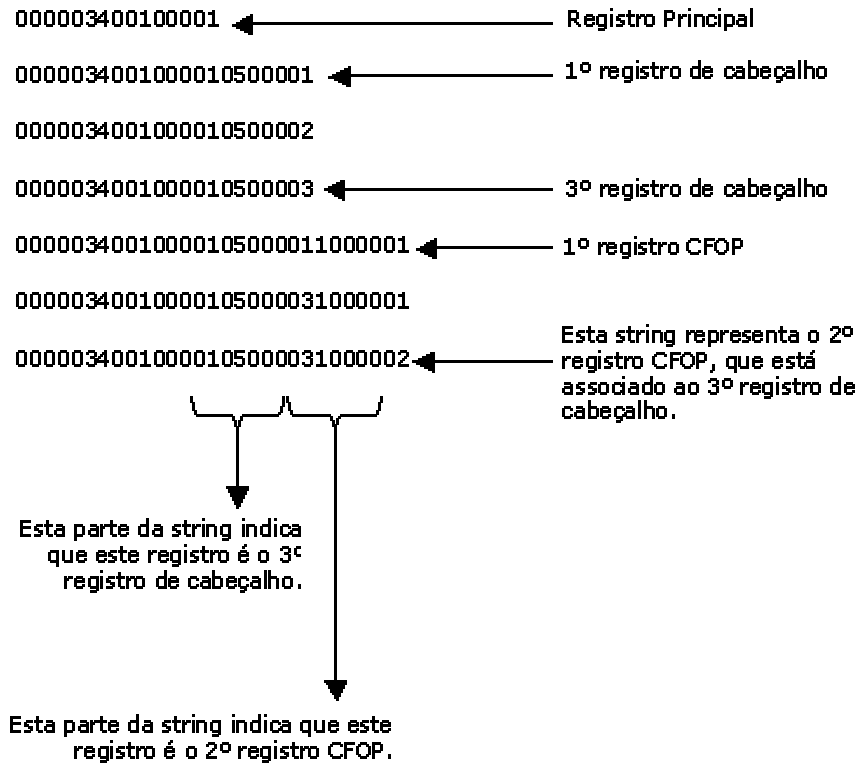 000003400100001 Registro Principal
0000034001000010500001 1º registro de cabeçalho
0000034001000010500002
0000034001000010500003 3º registro de cabeçalho
00000340010000105000011000001 1º registro CFOP
00000340010000105000031000001
00000340010000105000031000002
Esta string representa o 2º
registro CFOP, que está
associado ao 3º registro de
cabeçalho.
Esta parte da string indica
que este registro é o 3º
registro de cabeçalho.
Esta parte da string indica que este
registro é o 2º registro CFOP.